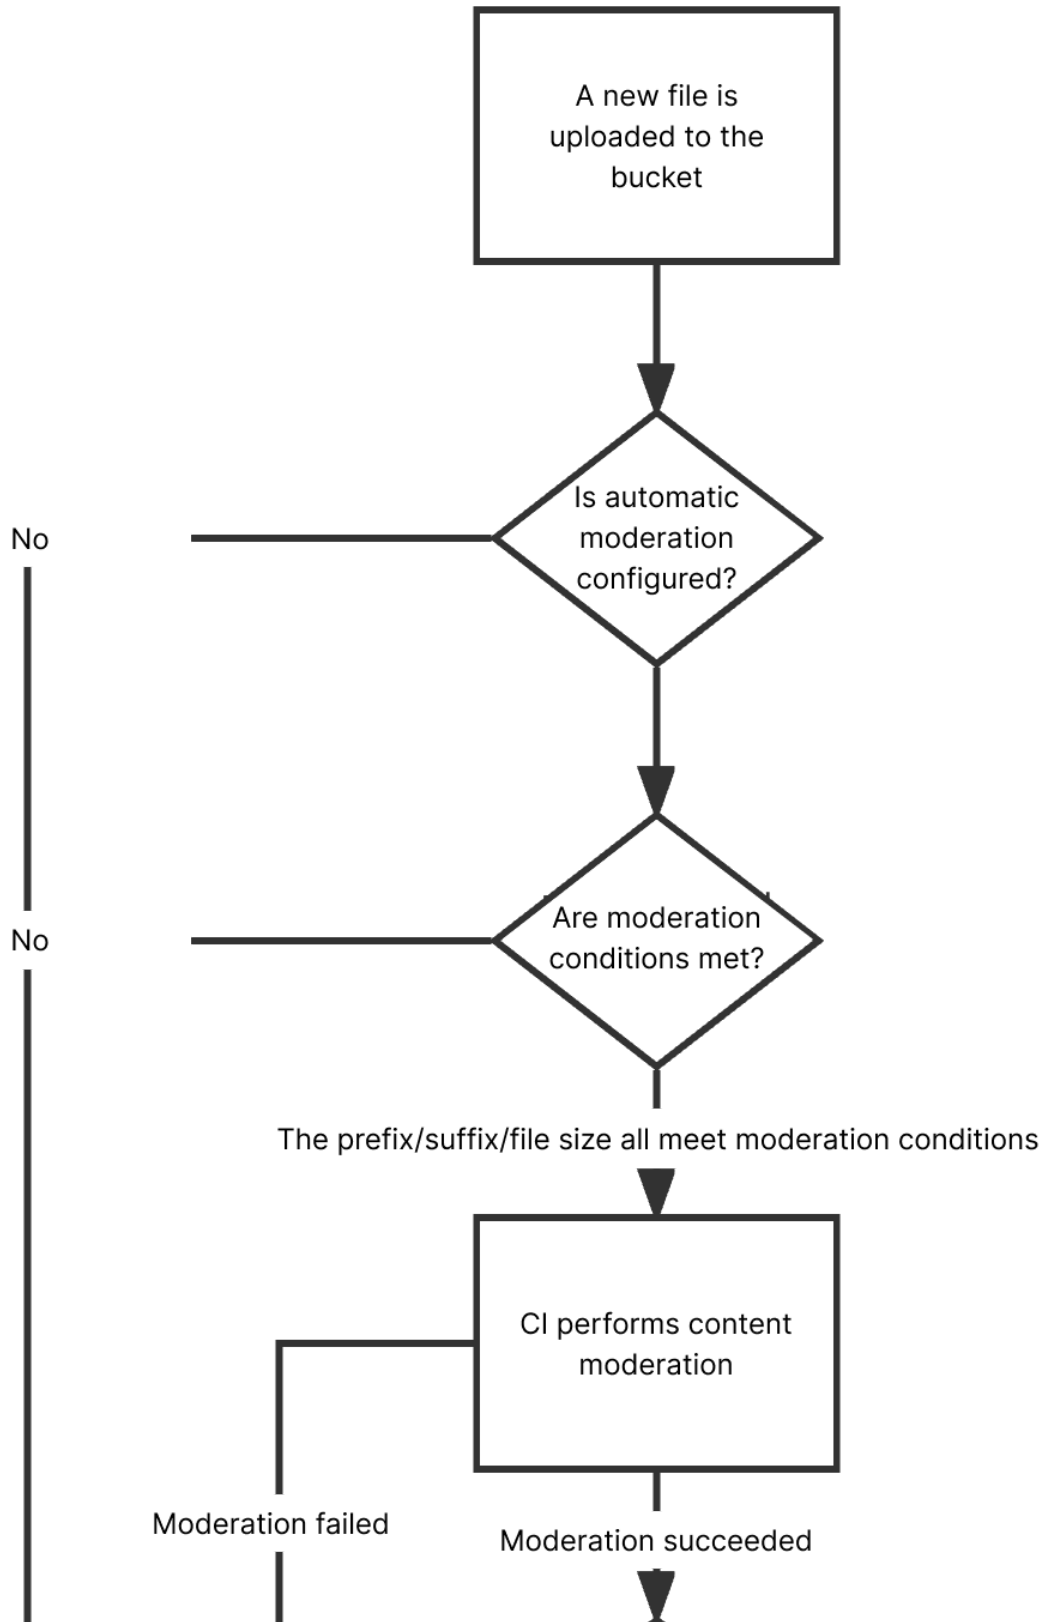 A new file is
uploaded to the
bucket
Is automatic
moderation
configured?
No
Are moderation
conditions met?
No
The prefix/suffix/file size all meet moderation conditions
CI performs content
moderation
Moderation failed
Moderation succeeded